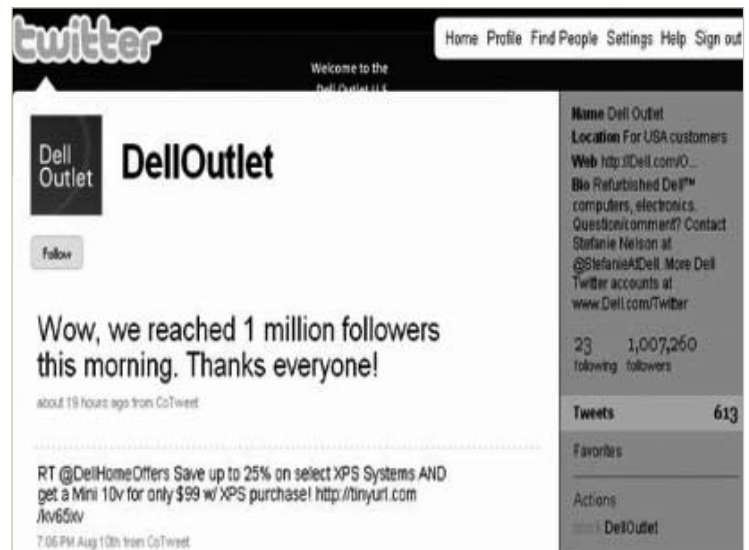 twitter
Home Profile Find People Settings Help Sign out
Welcome to the
Dell Outlet U.S
Dell
Outlet
DellOutlet
Follow
Wow, we reached 1 million followers
this morning. Thanks everyone!
about 19 hours ago from CoTweet
RT @DellHomeOffers Save up to 25% on select XPS Systems AND
get a Mini 10v for only $99 w/ XPS purchase! http://tinyurl.com
/kv65xv
7:06 PM Aug 10th from CoTweet
Name Dell Outlet
Location For USA customers
Web http://Dell.com/O...
Bio Refurbished Dell™
computers, electronics.
Question/comment? Contact
Stefanie Nelson at
@StefanieAtDell. More Dell
Twitter accounts at
www.Dell.com/Twitter
23 1,007,260
following followers
Tweets 613
Favorites
Actions
block DellOutlet